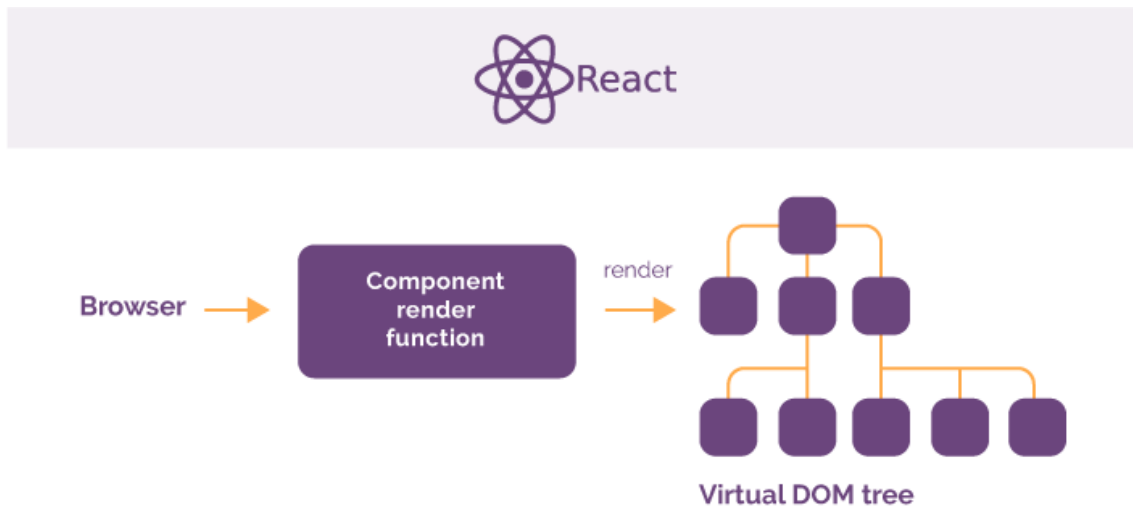 React
Browser
Component
render
function
render
Virtual DOM tree